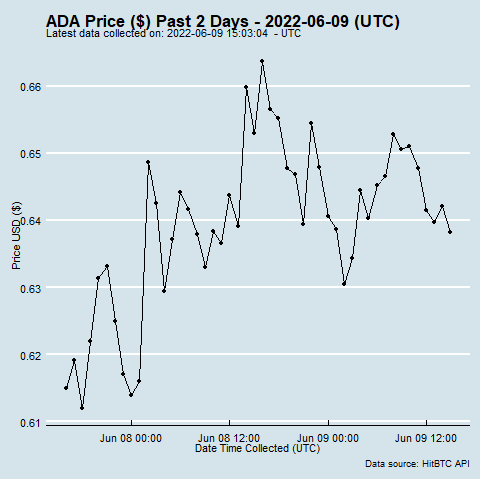 ADA Price ($) Past 2 Days - 2022-06-09 (UTC)
Latest data collected on: 2022-06-09 15:03:04 - UTC
0.66
0.65
0.64
0.63
0.62
0.61
Price USD ($)
Jun 08 00:00 Jun 08 12:00 Jun 09 00:00 Jun 09 12:00
Date Time Collected (UTC)
Data source: HitBTC API